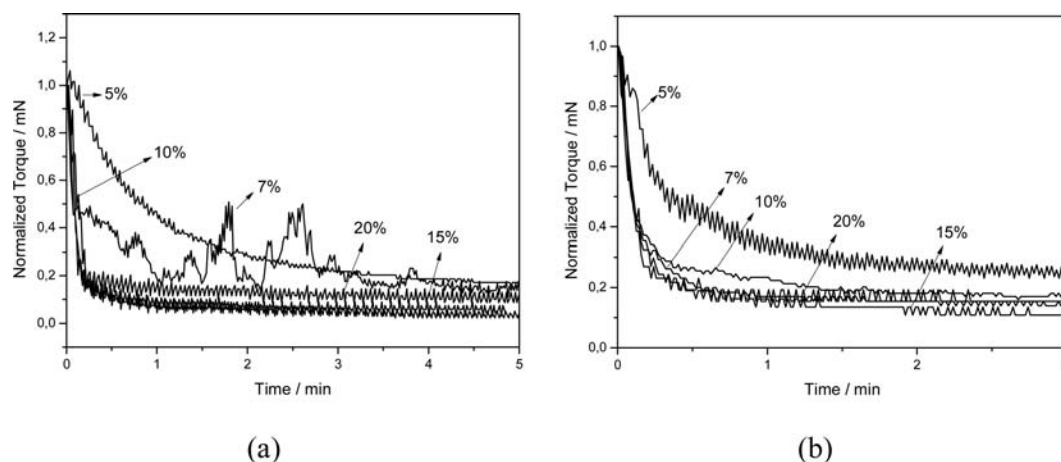 1,2
1,0
0,8
0,6
0,4
0,2
0,0
Normalized Torque / mN
5%
10%
7%
20%
15%
0 1 2 3 4 5
Time / min
(a)
1,0
0,8
0,6
0,4
0,2
0,0
Normalized Torque / mN
5%
7%
10%
20%
15%
0 1 2
Time / min
(b)